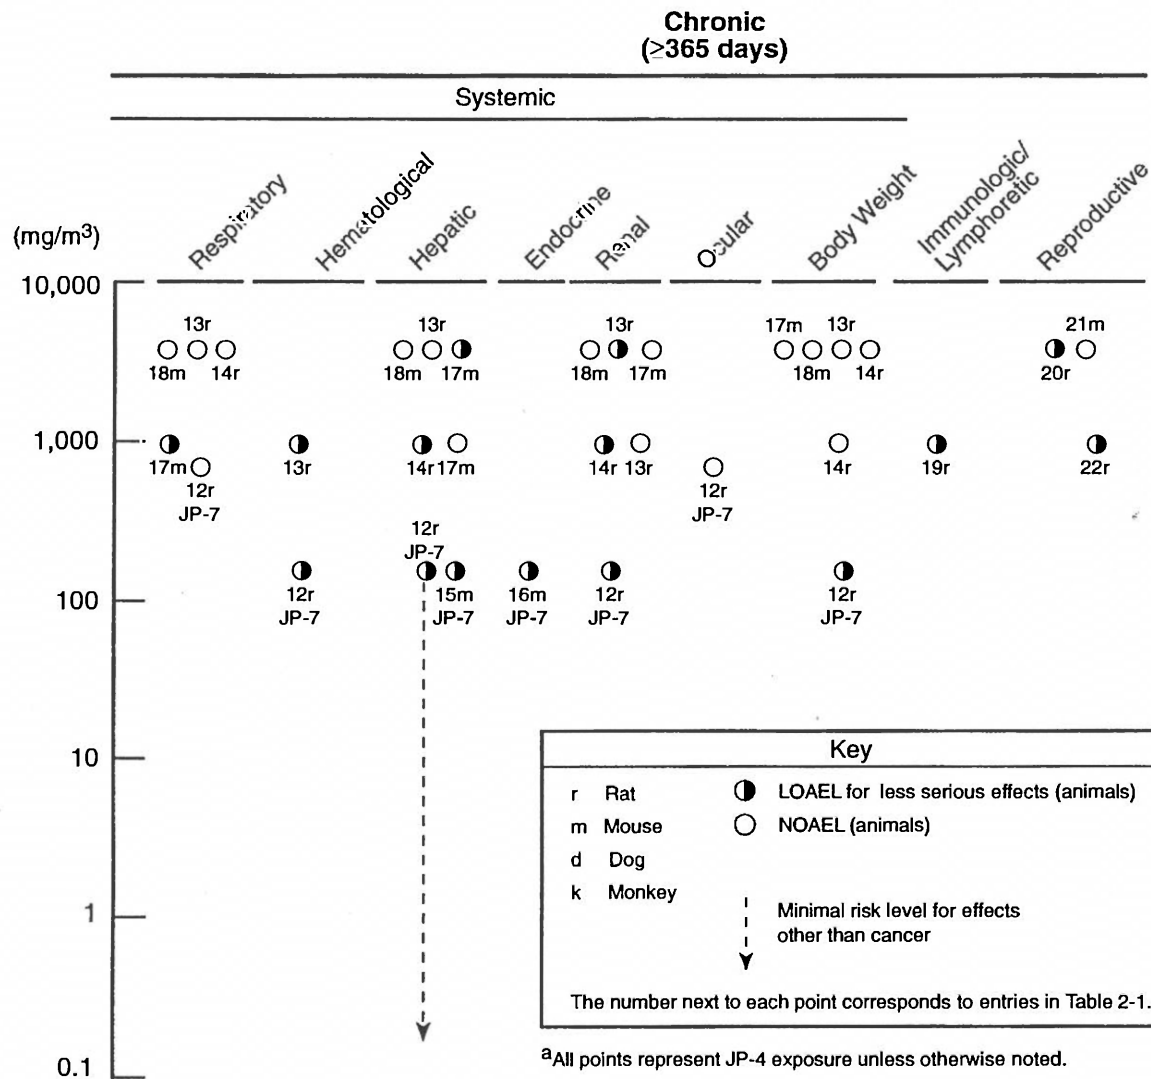 Chronic
(≥365 days)
Systemic
Respiratory
Hematological
Hepatic
Endocrine
Renal
Ocular
Body Weight
Immunologic/
Lymphoretic
Reproductive
(mg/m³)
10,000
13r 13r 13r 17m 13r 21m
18m 14r 18m 17m 18m 17m 18m 14r 20r
1,000
17m 13r 14r 17m 14r 13r 14r 19r 22r
12r 12r
JP-7 JP-7
12r
JP-7
100
12r 15m 16m 12r 12r
JP-7 JP-7 JP-7 JP-7 JP-7
10
1
0.1
Key
r Rat LOAEL for less serious effects (animals)
m Mouse NOAEL (animals)
d Dog
k Monkey
Minimal risk level for effects
other than cancer
The number next to each point corresponds to entries in Table 2-1.
ᵃAll points represent JP-4 exposure unless otherwise noted.